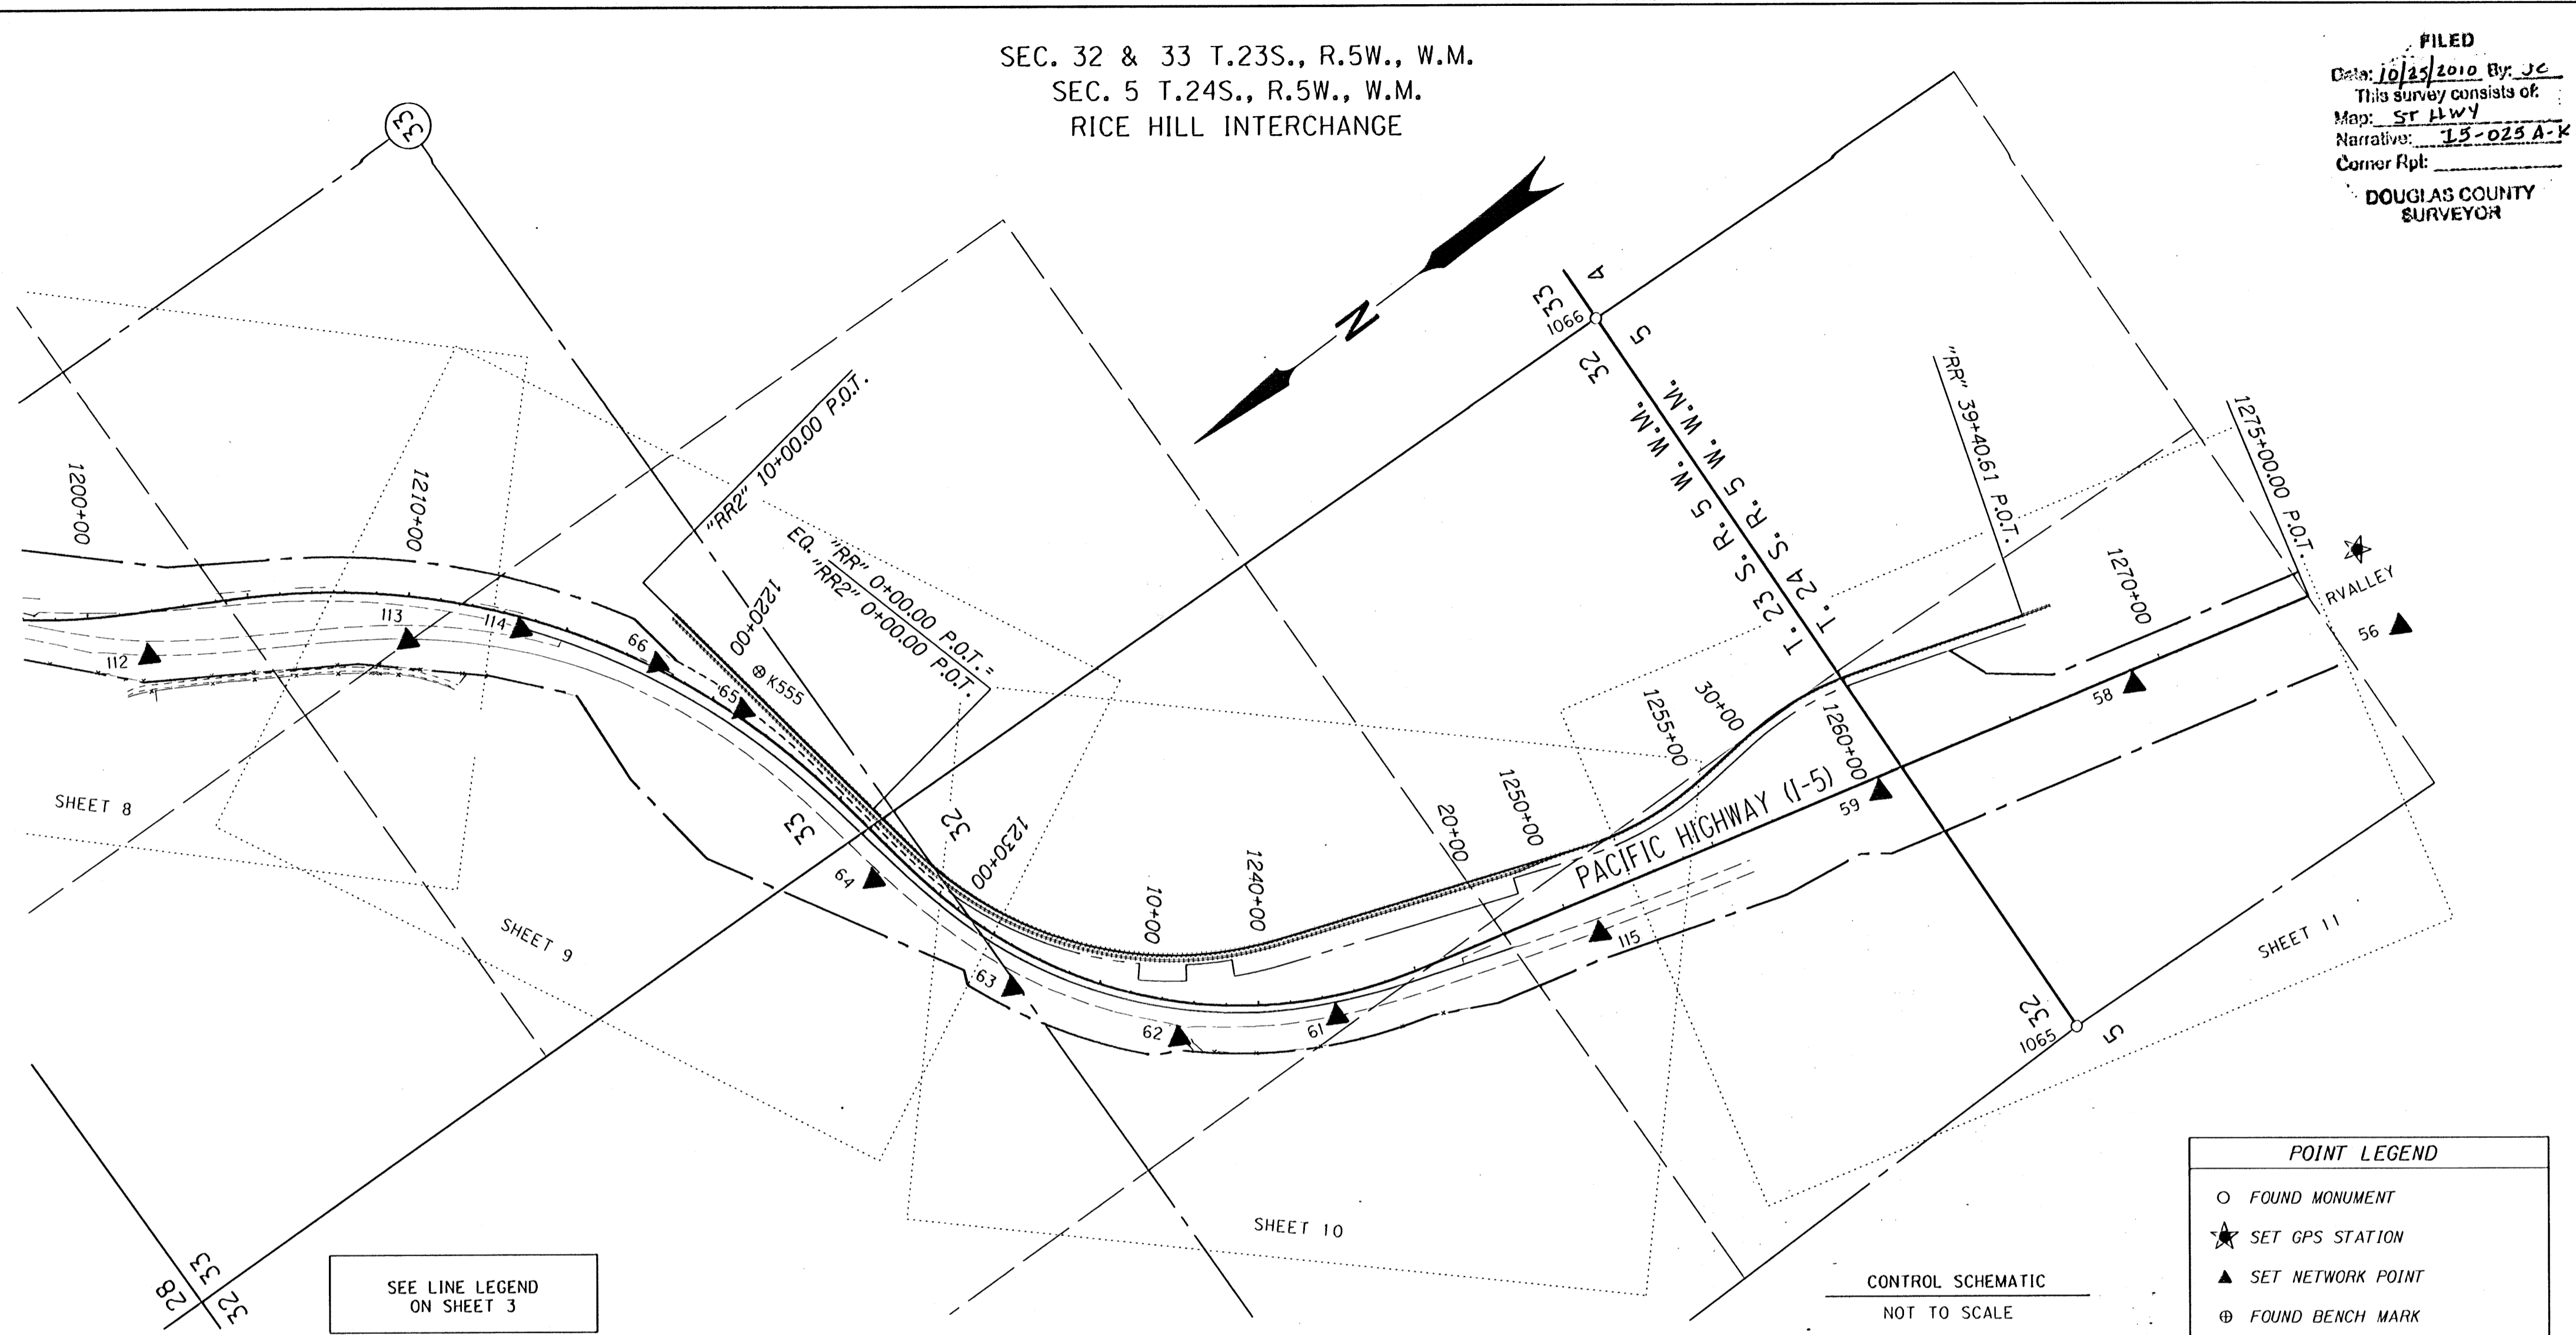 SEC. 32 & 33 T.23S., R.5W., W.M.
SEC. 5 T.24S., R.5W., W.M.
RICE HILL INTERCHANGE
FILED
Date: 10/25/2010 By: JC
This survey consists of:
Map: ST HWY
Narrative: I5-025 A-K
Corner Rpt:
DOUGLAS COUNTY
SURVEYOR
33
N
33 4
1066
32 5
T. 23 S. R. 5 W. W.M.
T. 24 S. R. 5 W. W.M.
"RR" 39+40.61 P.O.T.
1275+00.00 P.O.T.
RVALLEY
56
1200+00
1210+00
"RR2" 10+00.00 P.O.T.
EQ. "RR" 0+00.00 P.O.T. =
"RR2" 0+00.00 P.O.T.
1220+00
K555
112
113
114
66
65
64
63
62
61
115
59
58
1270+00
1260+00
30+00
1255+00
1250+00
20+00
1240+00
10+00
1230+00
33
32
PACIFIC HIGHWAY (I-5)
SHEET 8
SHEET 9
SHEET 10
SHEET 11
32
1065
5
28 33
32
SEE LINE LEGEND
ON SHEET 3
CONTROL SCHEMATIC
NOT TO SCALE
POINT LEGEND
FOUND MONUMENT
SET GPS STATION
SET NETWORK POINT
FOUND BENCH MARK